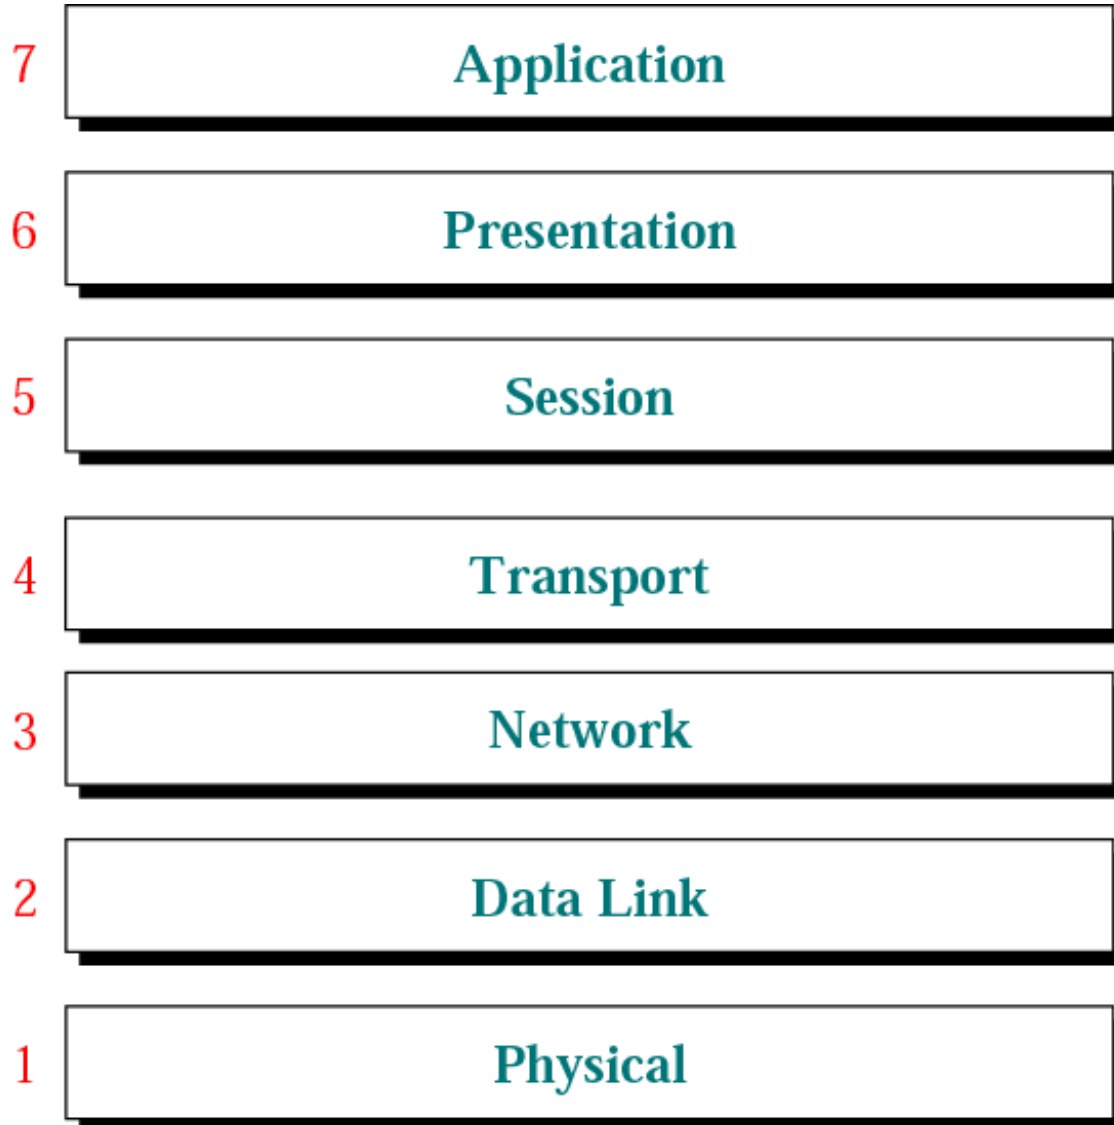 7 Application
6 Presentation
5 Session
4 Transport
3 Network
2 Data Link
1 Physical